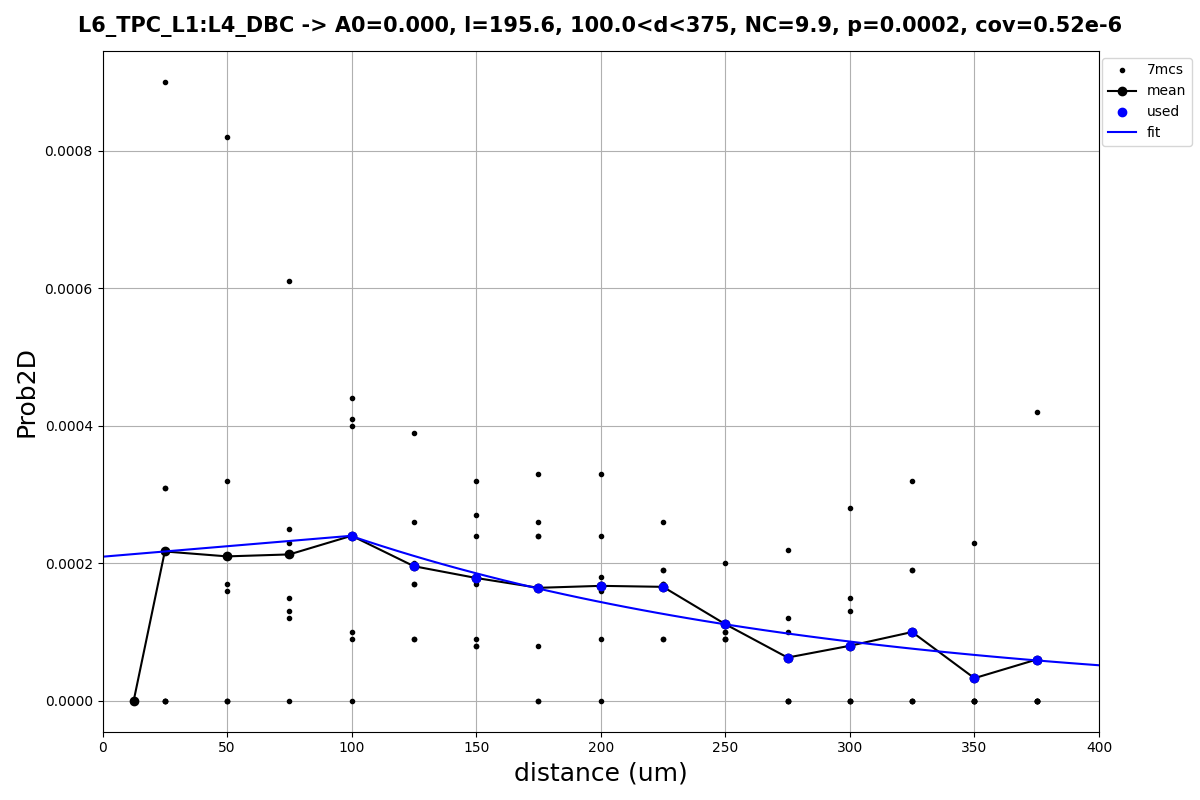 L6_TPC_L1:L4_DBC -> A0=0.000, l=195.6, 100.0<d<375, NC=9.9, p=0.0002, cov=0.52e-6
7mcs
mean
used
fit
Prob2D
0.0008
0.0006
0.0004
0.0002
0.0000
0 50 100 150 200 250 300 350 400
distance (um)